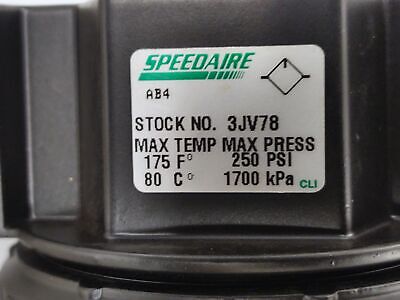 SPEEDAIRE
AB4
STOCK NO. 3JV78
MAX TEMP MAX PRESS
175 F° 250 PSI
80 C° 1700 kPa CLI